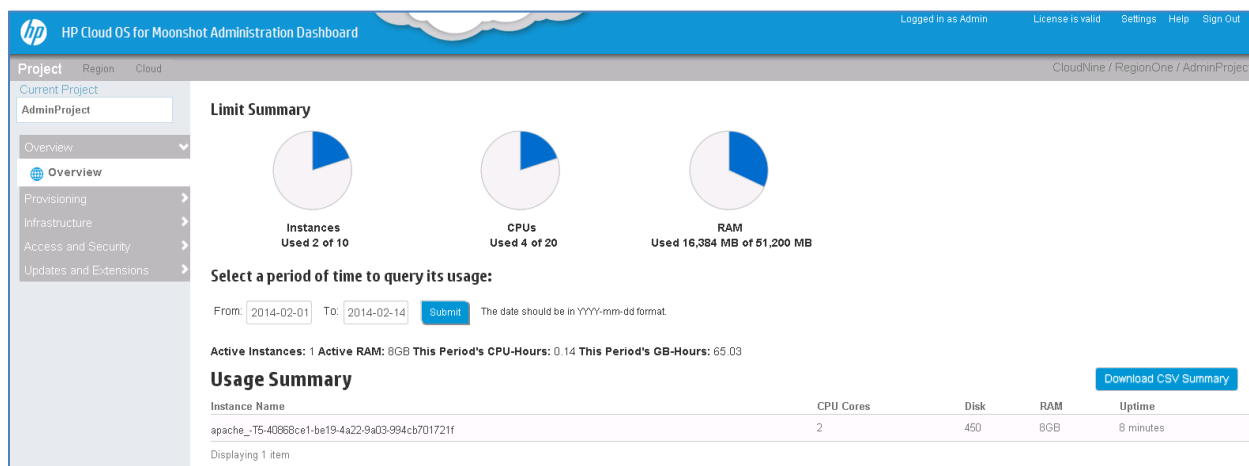 hp HP Cloud OS for Moonshot Administration Dashboard
Logged in as Admin License is valid Settings Help Sign Out
Project Region Cloud
CloudNine / RegionOne / AdminProjec
Current Project
AdminProject
Overview
Overview
Provisioning
Infrastructure
Access and Security
Updates and Extensions
Limit Summary
Instances
Used 2 of 10
CPUs
Used 4 of 20
RAM
Used 16,384 MB of 51,200 MB
Select a period of time to query its usage:
From: 2014-02-01 To: 2014-02-14 Submit The date should be in YYYY-mm-dd format.
Active Instances: 1 Active RAM: 8GB This Period's CPU-Hours: 0.14 This Period's GB-Hours: 65.03
Usage Summary
Download CSV Summary
Instance Name CPU Cores Disk RAM Uptime
apache_-T5-40868ce1-be19-4a22-9a03-994cb701721f 2 450 8GB 8 minutes
Displaying 1 item